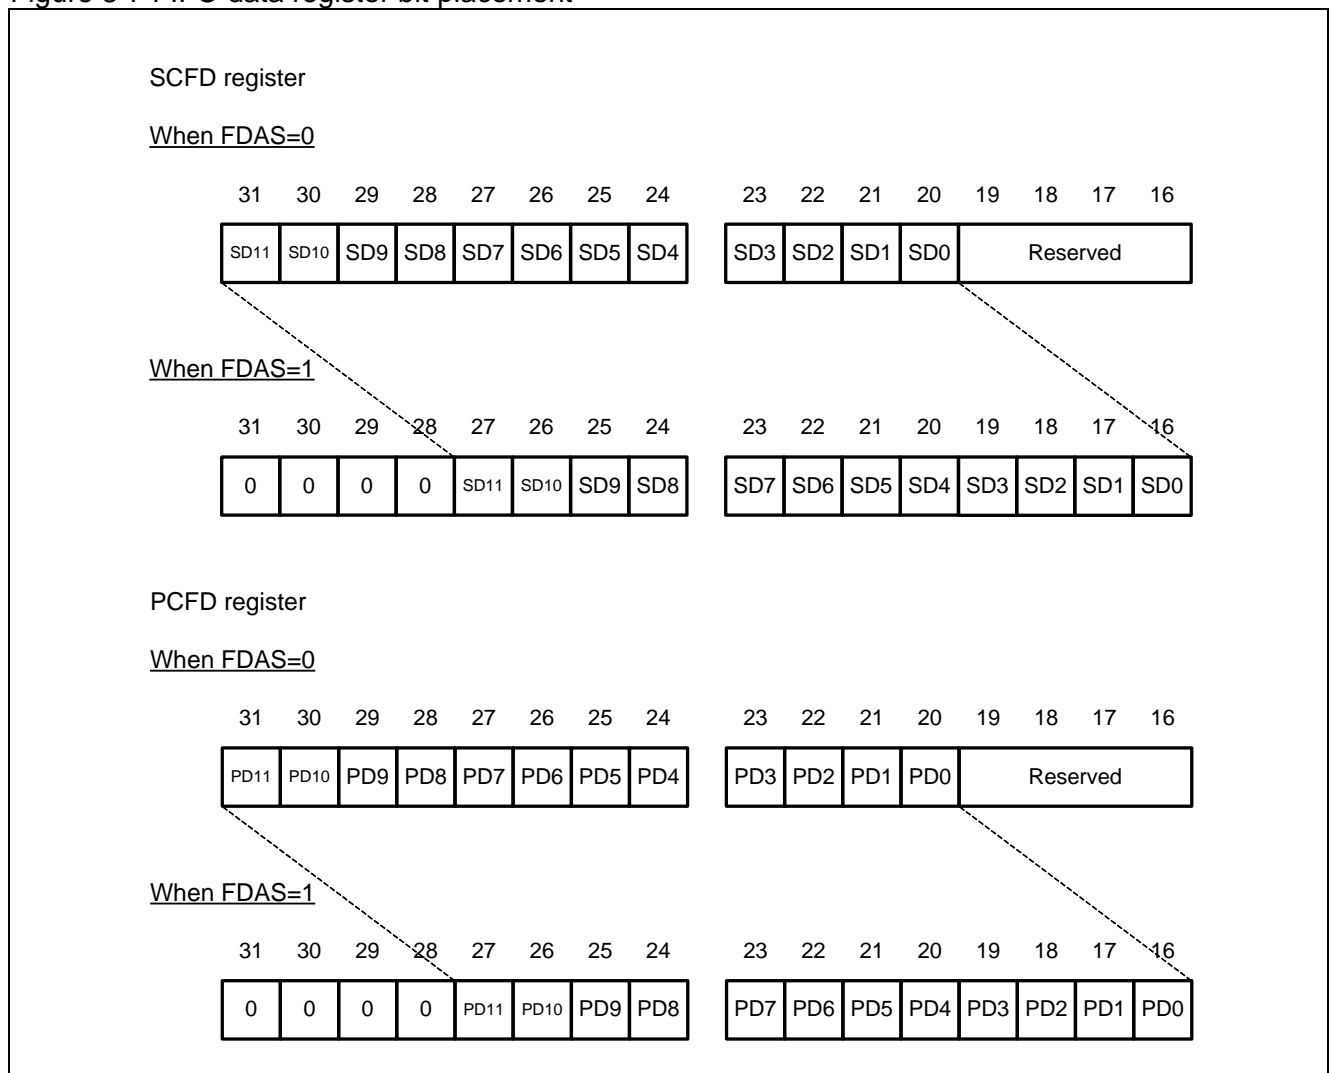 Figure data register bit placement
SCFD register
When FDAS=0
31 30 29 28 27 26 25 24 23 22 21 20 19 18 17 16
SD11 SD10 SD9 SD8 SD7 SD6 SD5 SD4 SD3 SD2 SD1 SD0 Reserved
When FDAS=1
31 30 29 28 27 26 25 24 23 22 21 20 19 18 17 16
0 0 0 0 SD11 SD10 SD9 SD8 SD7 SD6 SD5 SD4 SD3 SD2 SD1 SD0
PCFD register
When FDAS=0
31 30 29 28 27 26 25 24 23 22 21 20 19 18 17 16
PD11 PD10 PD9 PD8 PD7 PD6 PD5 PD4 PD3 PD2 PD1 PD0 Reserved
When FDAS=1
31 30 29 28 27 26 25 24 23 22 21 20 19 18 17 16
0 0 0 0 PD11 PD10 PD9 PD8 PD7 PD6 PD5 PD4 PD3 PD2 PD1 PD0